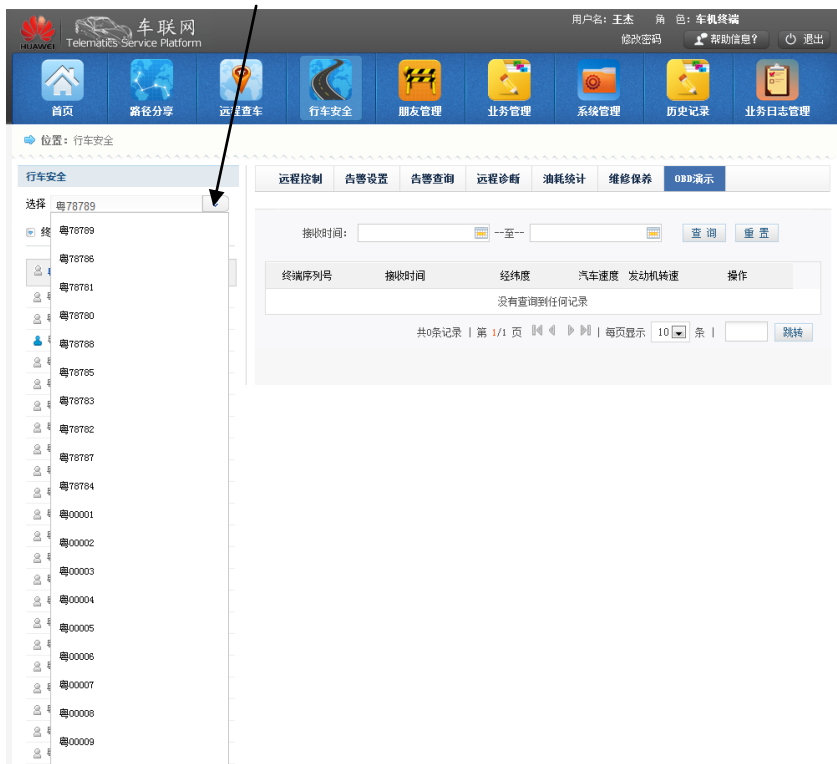 用户名：王杰 角 色：车机终端
HUAWEI 车联网
Telematics Service Platform
修改密码 帮助信息? 退出
首页 路径分享 远程查车 行车安全 朋友管理 业务管理 系统管理 历史记录 业务日志管理
位置：行车安全
行车安全
远程控制 告警设置 告警查询 远程诊断 油耗统计 维修保养 OBD演示
选择 粤78789
终
接收时间： --至-- 查 询 重 置
终端序列号 接收时间 经纬度 汽车速度 发动机转速 操作
没有查询到任何记录
共0条记录 | 第 1/1 页 | 每页显示 10 条 | 跳转
粤78789
粤78786
粤78781
粤78780
粤78788
粤78785
粤78783
粤78782
粤78787
粤78784
粤00001
粤00002
粤00003
粤00004
粤00005
粤00006
粤00007
粤00008
粤00009